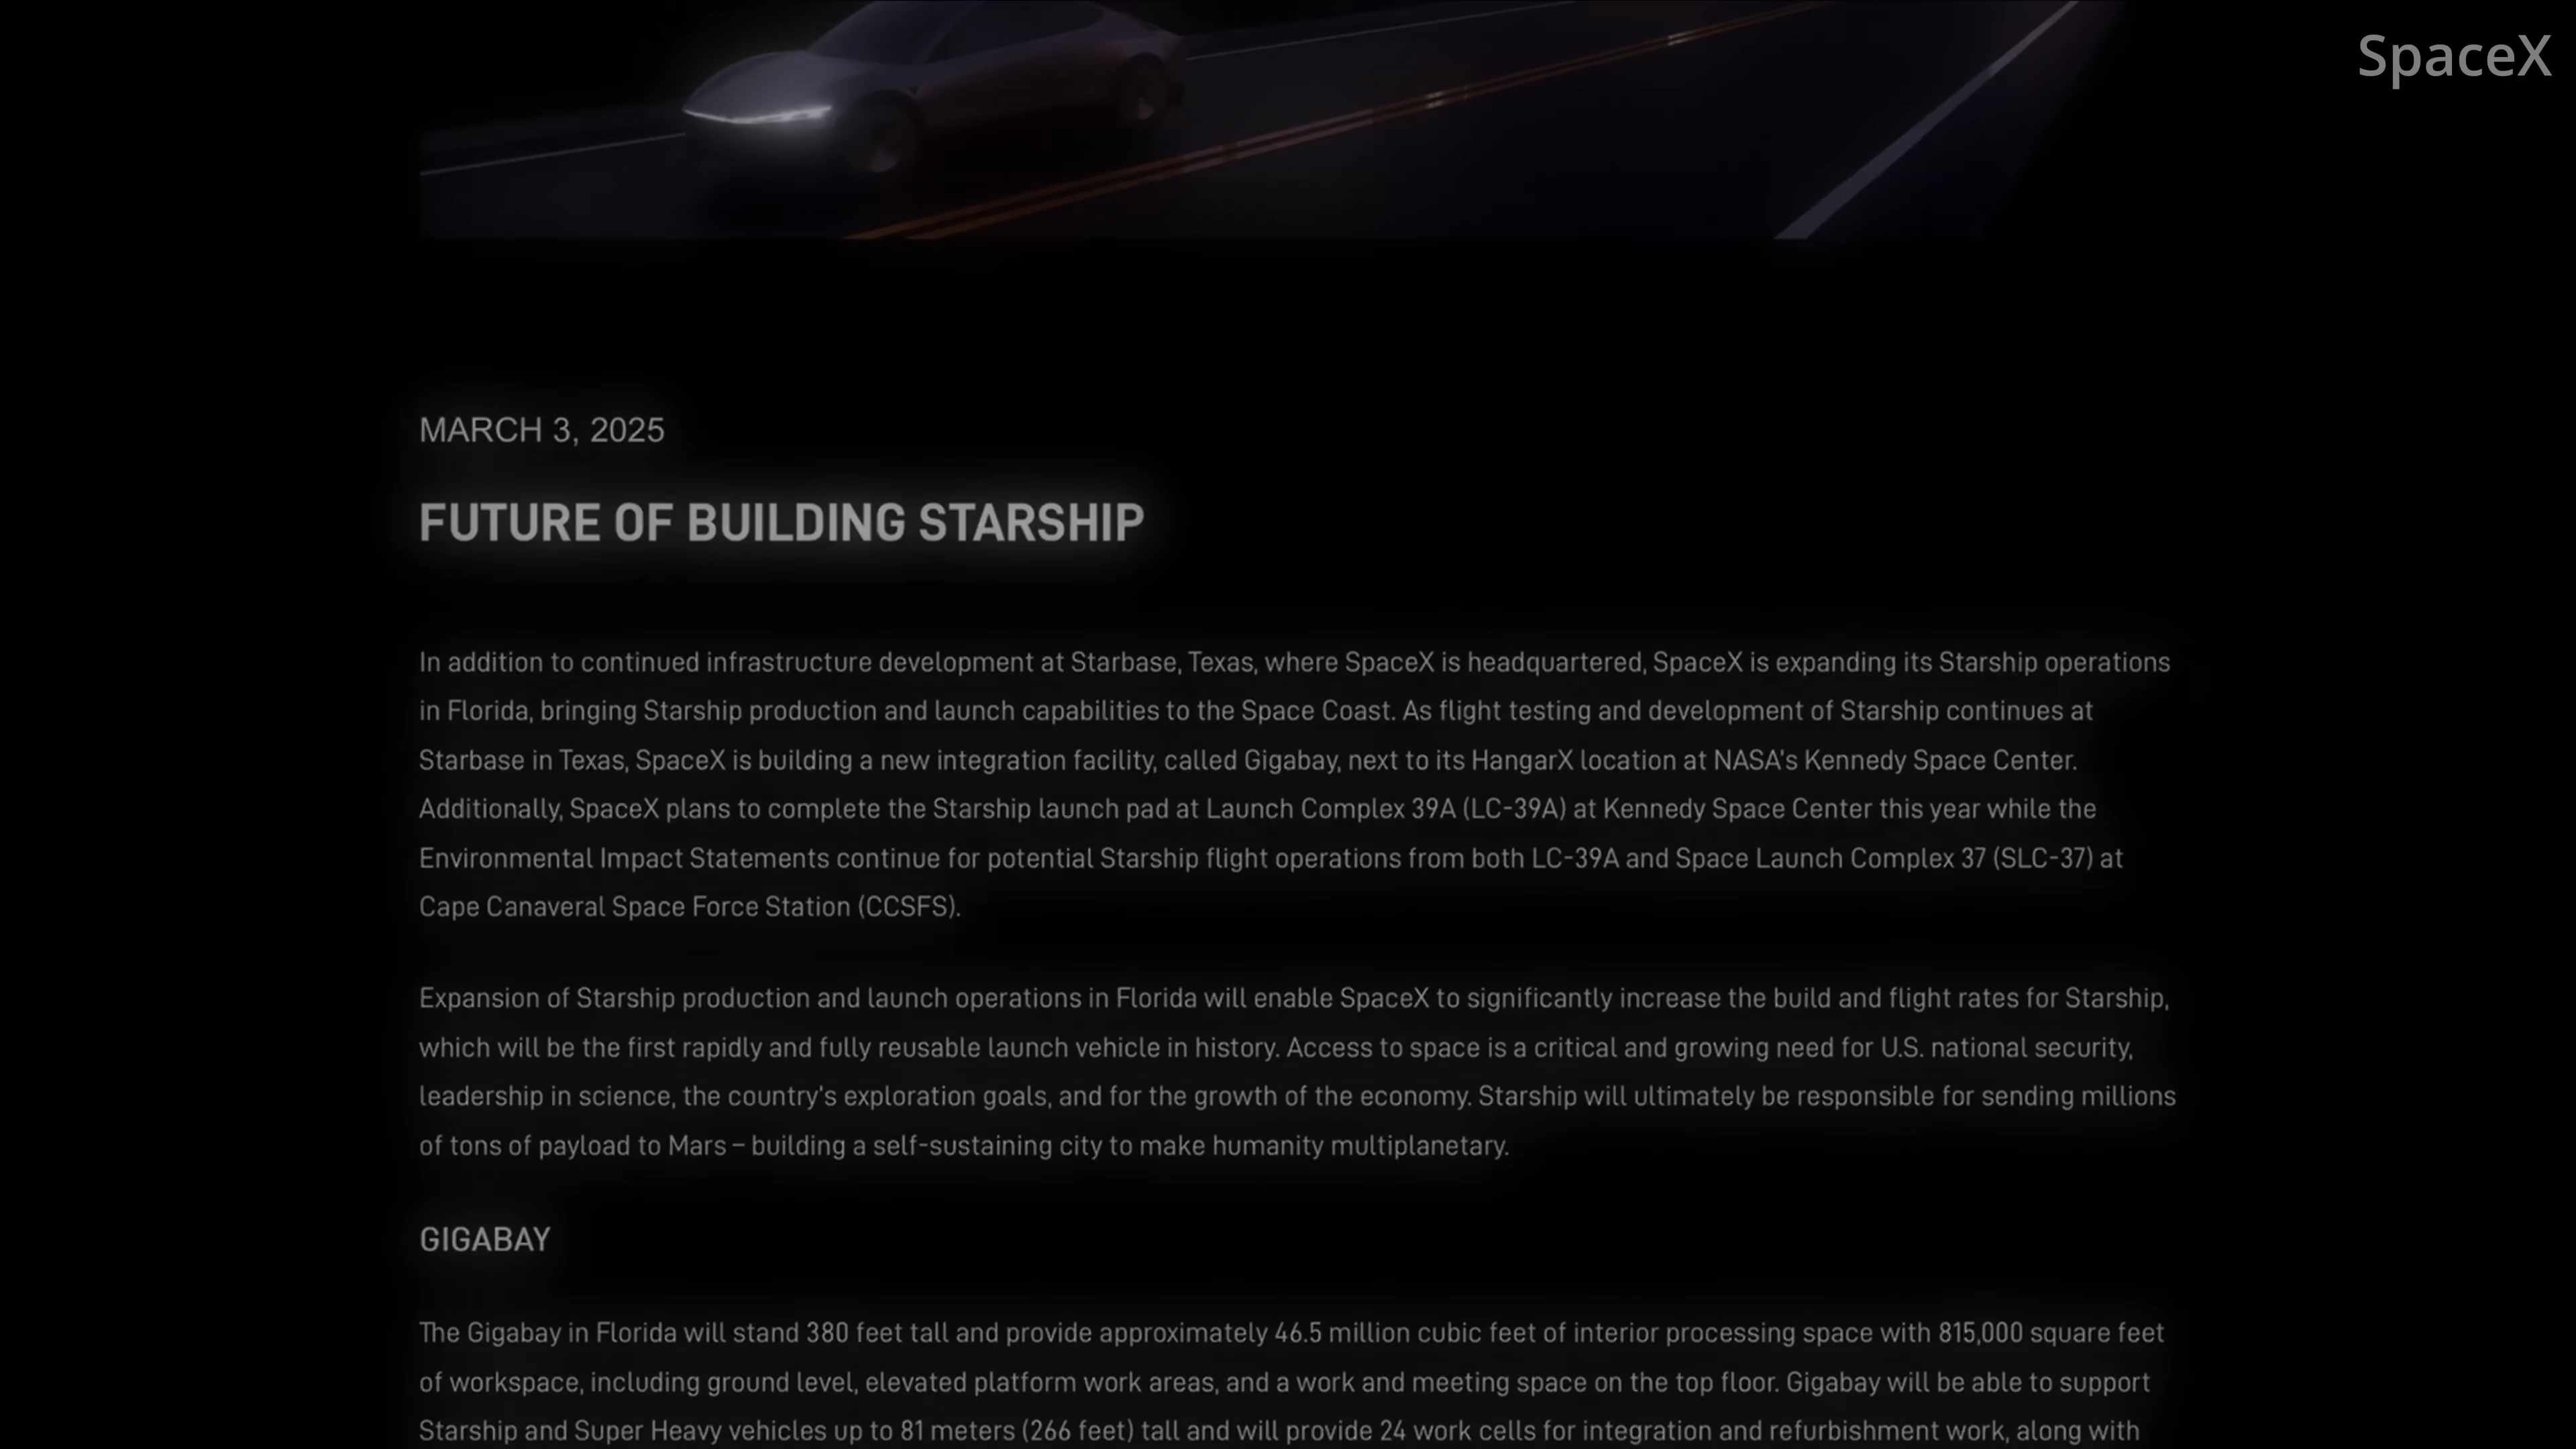 SpaceX
MARCH 3, 2025
FUTURE OF BUILDING STARSHIP
In addition to continued infrastructure development at Starbase, Texas, where SpaceX is headquartered, SpaceX is expanding its Starship operations
in Florida, bringing Starship production and launch capabilities to the Space Coast. As flight testing and development of Starship continues at
Starbase in Texas, SpaceX is building a new integration facility, called Gigabay, next to its HangarX location at NASA's Kennedy Space Center.
Additionally, SpaceX plans to complete the Starship launch pad at Launch Complex 39A (LC-39A) at Kennedy Space Center this year while the
Environmental Impact Statements continue for potential Starship flight operations from both LC-39A and Space Launch Complex 37 (SLC-37) at
Cape Canaveral Space Force Station (CCSFS).
Expansion of Starship production and launch operations in Florida will enable SpaceX to significantly increase the build and flight rates for Starship,
which will be the first rapidly and fully reusable launch vehicle in history. Access to space is a critical and growing need for U.S. national security,
leadership in science, the country's exploration goals, and for the growth of the economy. Starship will ultimately be responsible for sending millions
of tons of payload to Mars – building a self-sustaining city to make humanity multiplanetary.
GIGABAY
The Gigabay in Florida will stand 380 feet tall and provide approximately 46.5 million cubic feet of interior processing space with 815,000 square feet
of workspace, including ground level, elevated platform work areas, and a work and meeting space on the top floor. Gigabay will be able to support
Starship and Super Heavy vehicles up to 81 meters (266 feet) tall and will provide 24 work cells for integration and refurbishment work, along with